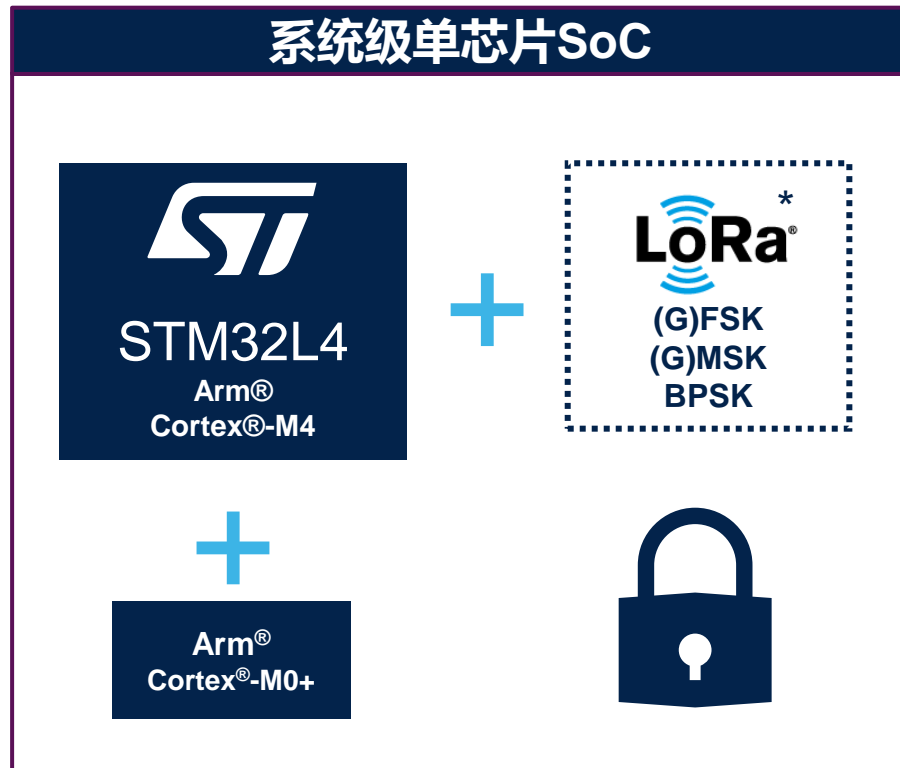 系统级单芯片SoC
ST
STM32L4
Arm®
Cortex®-M4
LoRa®*
(G)FSK
(G)MSK
BPSK
Arm®
Cortex®-M0+